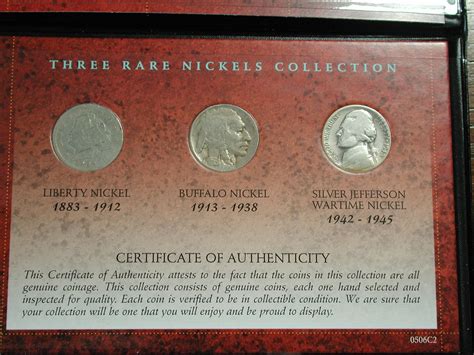 THREE RARE NICKELS COLLECTION
LIBERTY NICKEL
1883 - 1912
BUFFALO NICKEL
1913 - 1938
SILVER JEFFERSON
WARTIME NICKEL
1942 - 1945
CERTIFICATE OF AUTHENTICITY
This Certificate of Authenticity attests to the fact that the coins in this collection are all
genuine coinage. This collection consists of genuine coins, each one hand selected and
inspected for quality. Each coin is verified to be in collectible condition. We are sure that
your collection will be one that you will enjoy and be proud to display.
0506C2